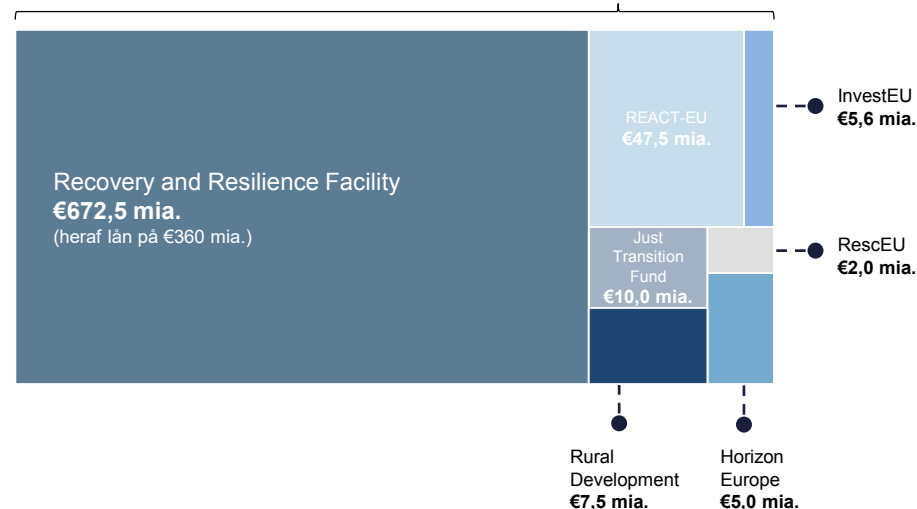 Recovery and Resilience Facility
€672,5 mia.
(heraf lån på €360 mia.)
REACT-EU
€47,5 mia.
InvestEU
€5,6 mia.
Just
Transition
Fund
€10,0 mia.
RescEU
€2,0 mia.
Rural
Development
€7,5 mia.
Horizon
Europe
€5,0 mia.